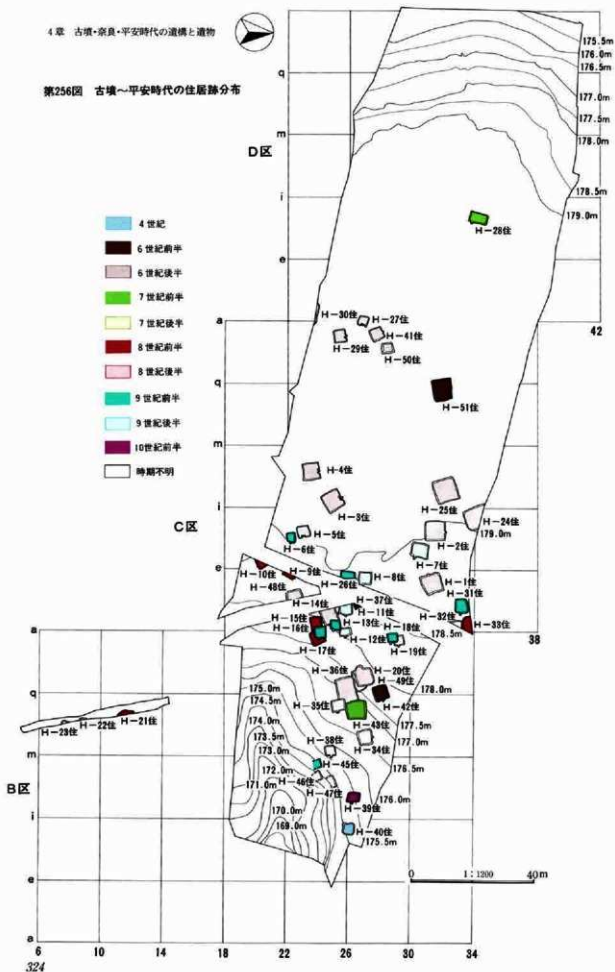 4章 古墳・奈良・平安時代の遺構と遺物
第256図 古墳〜平安時代の住居跡分布
175.5m
176.0m
176.5m
177.0m
177.5m
178.0m
178.5m
179.0m
q
m
D区
i
e
a
H-28住
4世紀
6世紀前半
6世紀後半
7世紀前半
7世紀後半
8世紀前半
8世紀後半
9世紀前半
9世紀後半
10世紀前半
時期不明
H-30住
H-27住
H-41住
H-29住
H-50住
42
q
H-51住
m
H-4住
H-25住
i
H-3住
H-24住
179.0m
C区
H-5住
H-2住
H-6住
H-7住
e
H-9住
H-10住
H-26住
H-8住
H-1住
H-48住
H-37住
H-31住
H-14住
H-11住
H-15住
H-13住
H-18住
H-32住
H-33住
H-16住
H-12住
178.5m
a
H-17住
H-19住
38
H-36住
H-20住
H-49住
175.0m
178.0m
q
174.5m
H-35住
H-42住
H-21住
174.0m
177.5m
H-22住
H-23住
173.5m
H-43住
H-38住
H-34住
177.0m
m
173.0m
H-45住
176.5m
172.0m
H-46住
171.0m
H-47住
B区
H-39住
176.0m
i
170.0m
169.0m
H-40住
175.5m
0
1:1200
40m
e
a
6
10
14
18
22
26
30
34
324